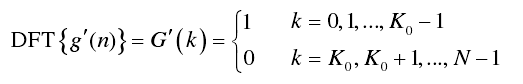 DFT{g′(n)} = G′(k) = {1 k = 0,1,...,K₀ − 1
0 k = K₀,K₀ + 1,...,N − 1